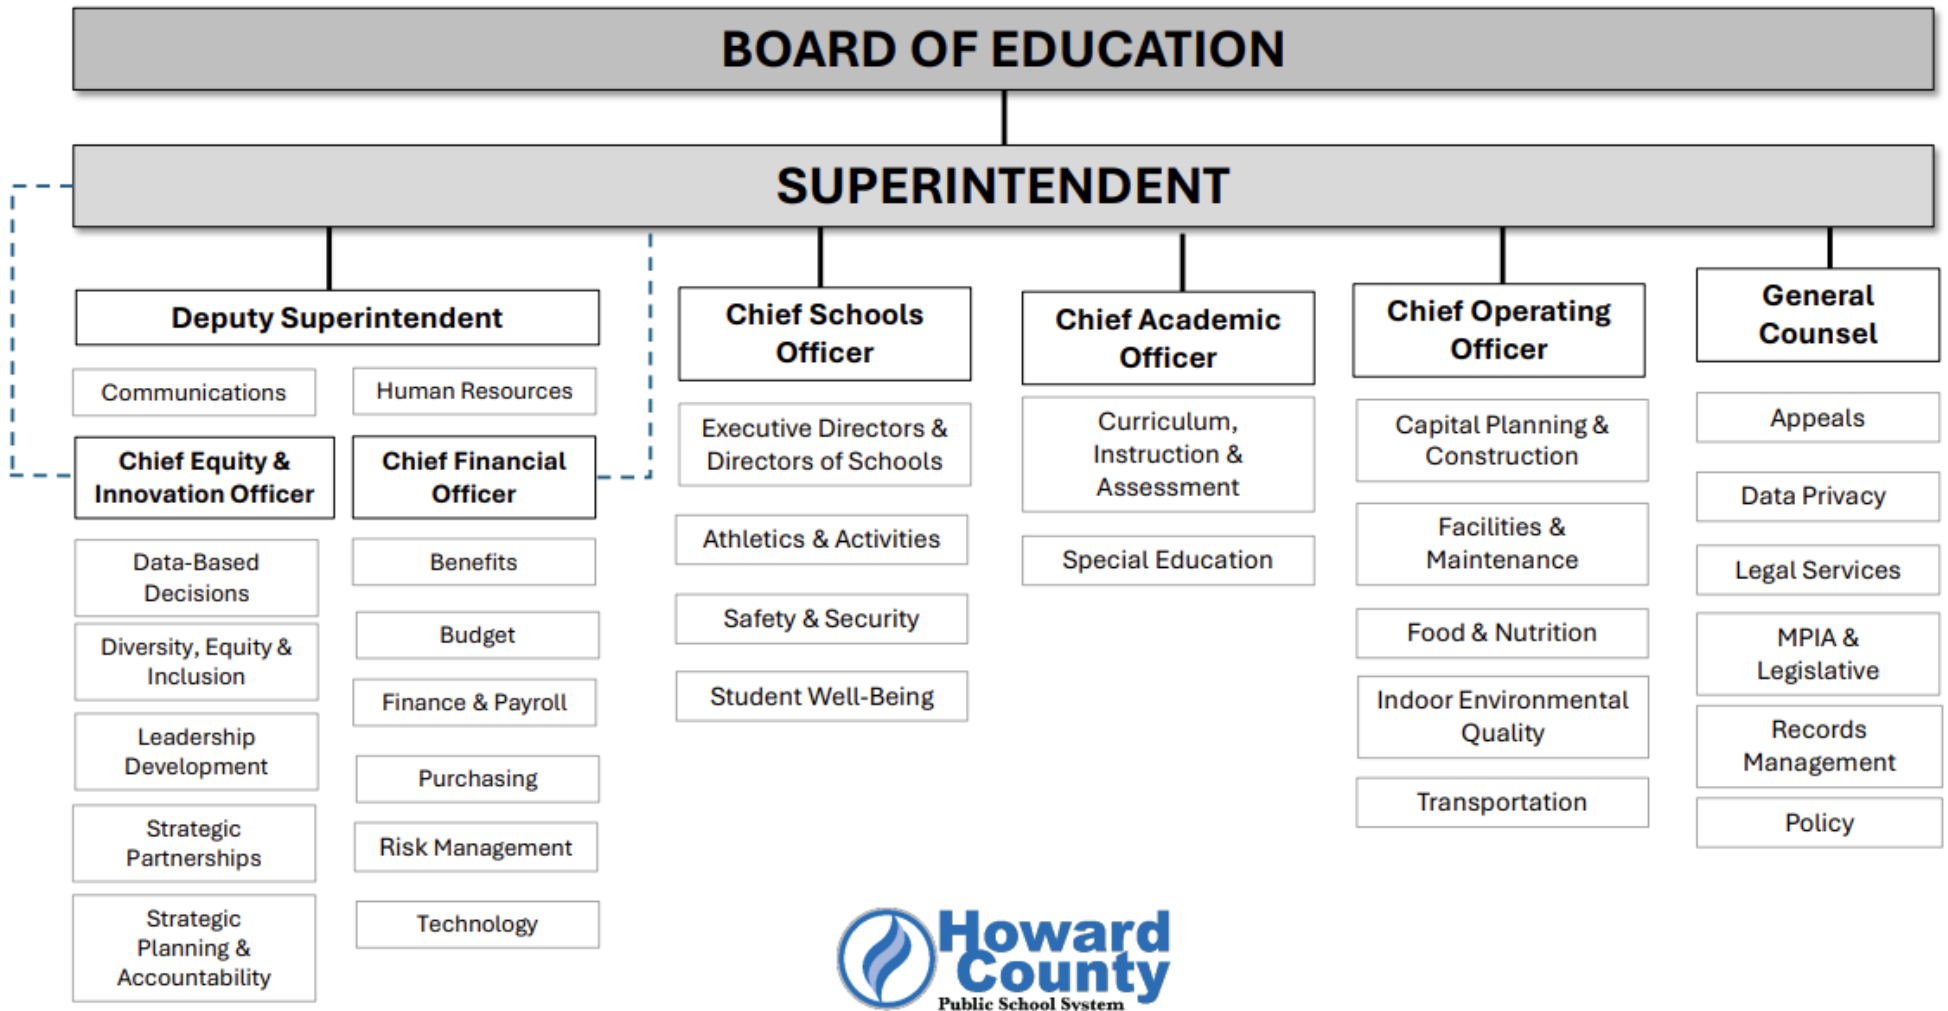 BOARD OF EDUCATION
SUPERINTENDENT
Deputy Superintendent
Communications
Human Resources
Chief Equity &
Innovation Officer
Chief Financial
Officer
Data-Based
Decisions
Diversity, Equity &
Inclusion
Leadership
Development
Strategic
Partnerships
Strategic
Planning &
Accountability
Benefits
Budget
Finance & Payroll
Purchasing
Risk Management
Technology
Chief Schools
Officer
Executive Directors &
Directors of Schools
Athletics & Activities
Safety & Security
Student Well-Being
Chief Academic
Officer
Curriculum,
Instruction &
Assessment
Special Education
Chief Operating
Officer
Capital Planning &
Construction
Facilities &
Maintenance
Food & Nutrition
Indoor Environmental
Quality
Transportation
General
Counsel
Appeals
Data Privacy
Legal Services
MPIA &
Legislative
Records
Management
Policy
Howard
County
Public School System